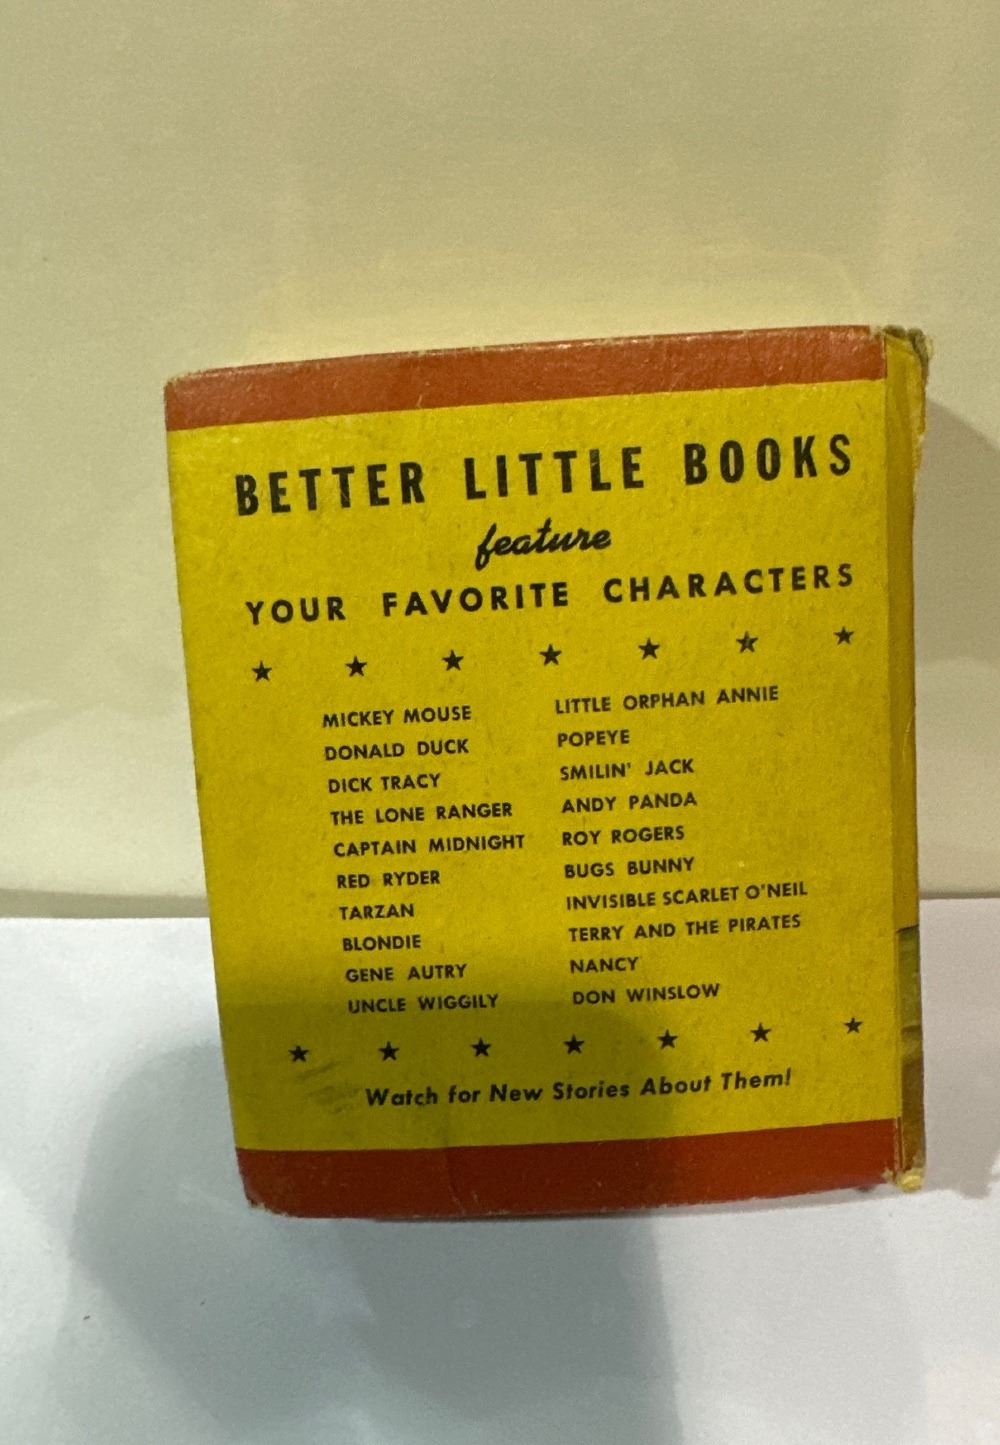 BETTER LITTLE BOOKS
feature
YOUR FAVORITE CHARACTERS
MICKEY MOUSE
DONALD DUCK
DICK TRACY
THE LONE RANGER
CAPTAIN MIDNIGHT
RED RYDER
TARZAN
BLONDIE
GENE AUTRY
UNCLE WIGGILY
LITTLE ORPHAN ANNIE
POPEYE
SMILIN' JACK
ANDY PANDA
ROY ROGERS
BUGS BUNNY
INVISIBLE SCARLET O'NEIL
TERRY AND THE PIRATES
NANCY
DON WINSLOW
Watch for New Stories About Them!